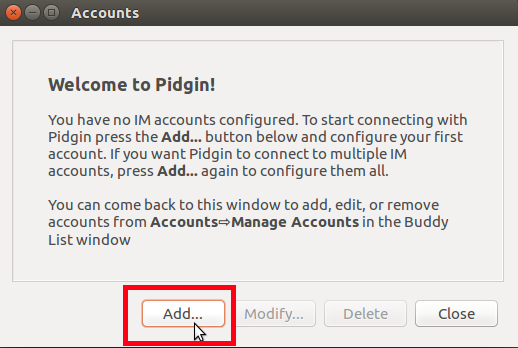 Accounts
Welcome to Pidgin!
You have no IM accounts configured. To start connecting with
Pidgin press the Add... button below and configure your first
account. If you want Pidgin to connect to multiple IM
accounts, press Add... again to configure them all.
You can come back to this window to add, edit, or remove
accounts from Accounts⇨Manage Accounts in the Buddy
List window
Add... Modify... Delete Close